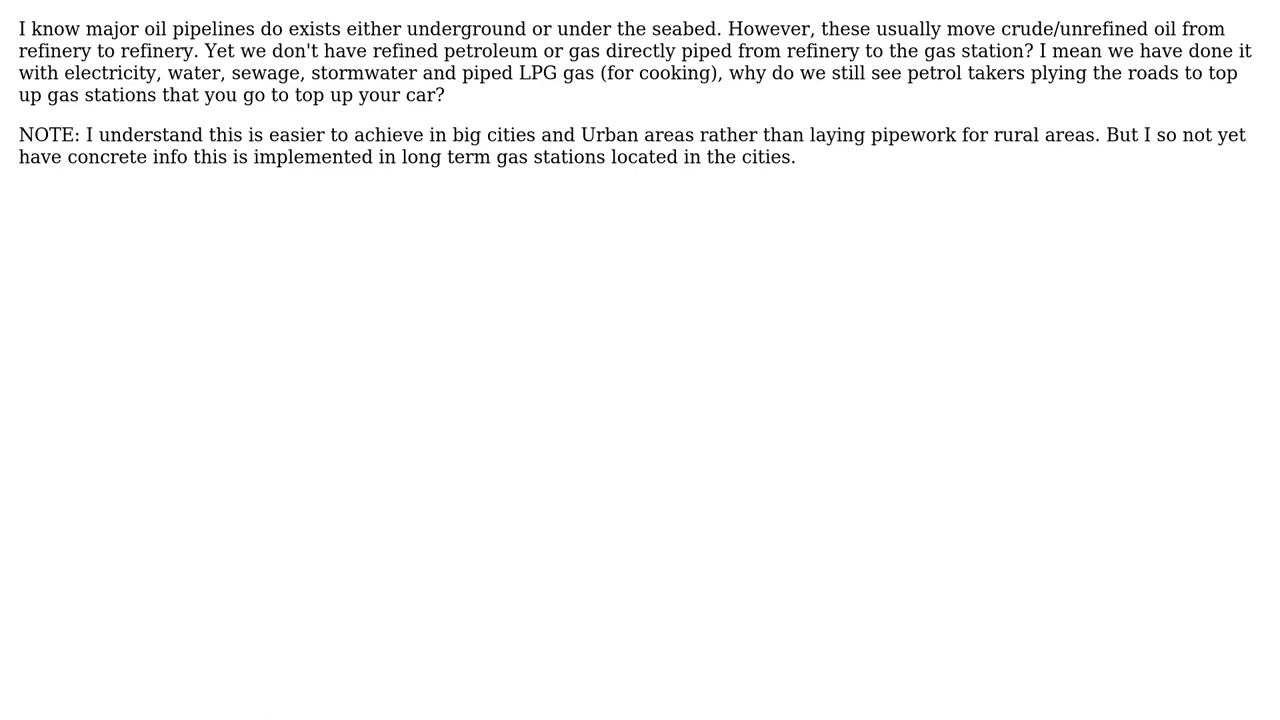 I know major oil pipelines do exists either underground or under the seabed. However, these usually move crude/unrefined oil from
refinery to refinery. Yet we don't have refined petroleum or gas directly piped from refinery to the gas station? I mean we have done it
with electricity, water, sewage, stormwater and piped LPG gas (for cooking), why do we still see petrol takers plying the roads to top
up gas stations that you go to top up your car?
NOTE: I understand this is easier to achieve in big cities and Urban areas rather than laying pipework for rural areas. But I so not yet
have concrete info this is implemented in long term gas stations located in the cities.